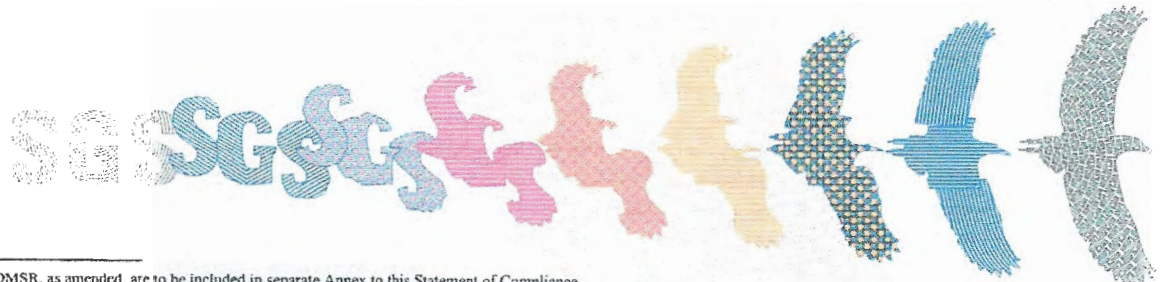 SGS SGS SGS
DMSR, as amended, are to be included in separate Annex to this Statement of Compliance